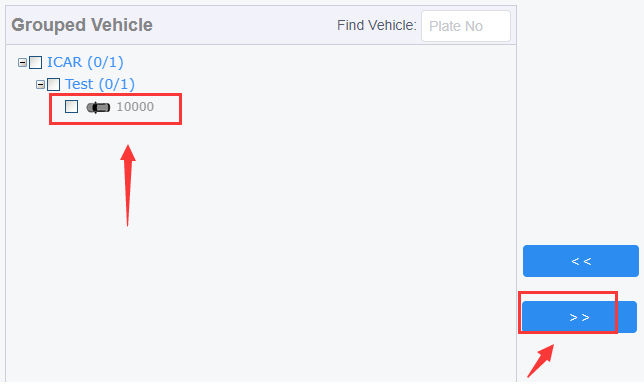 Grouped Vehicle Find Vehicle: Plate No
ICAR (0/1)
Test (0/1)
10000
< <
> >